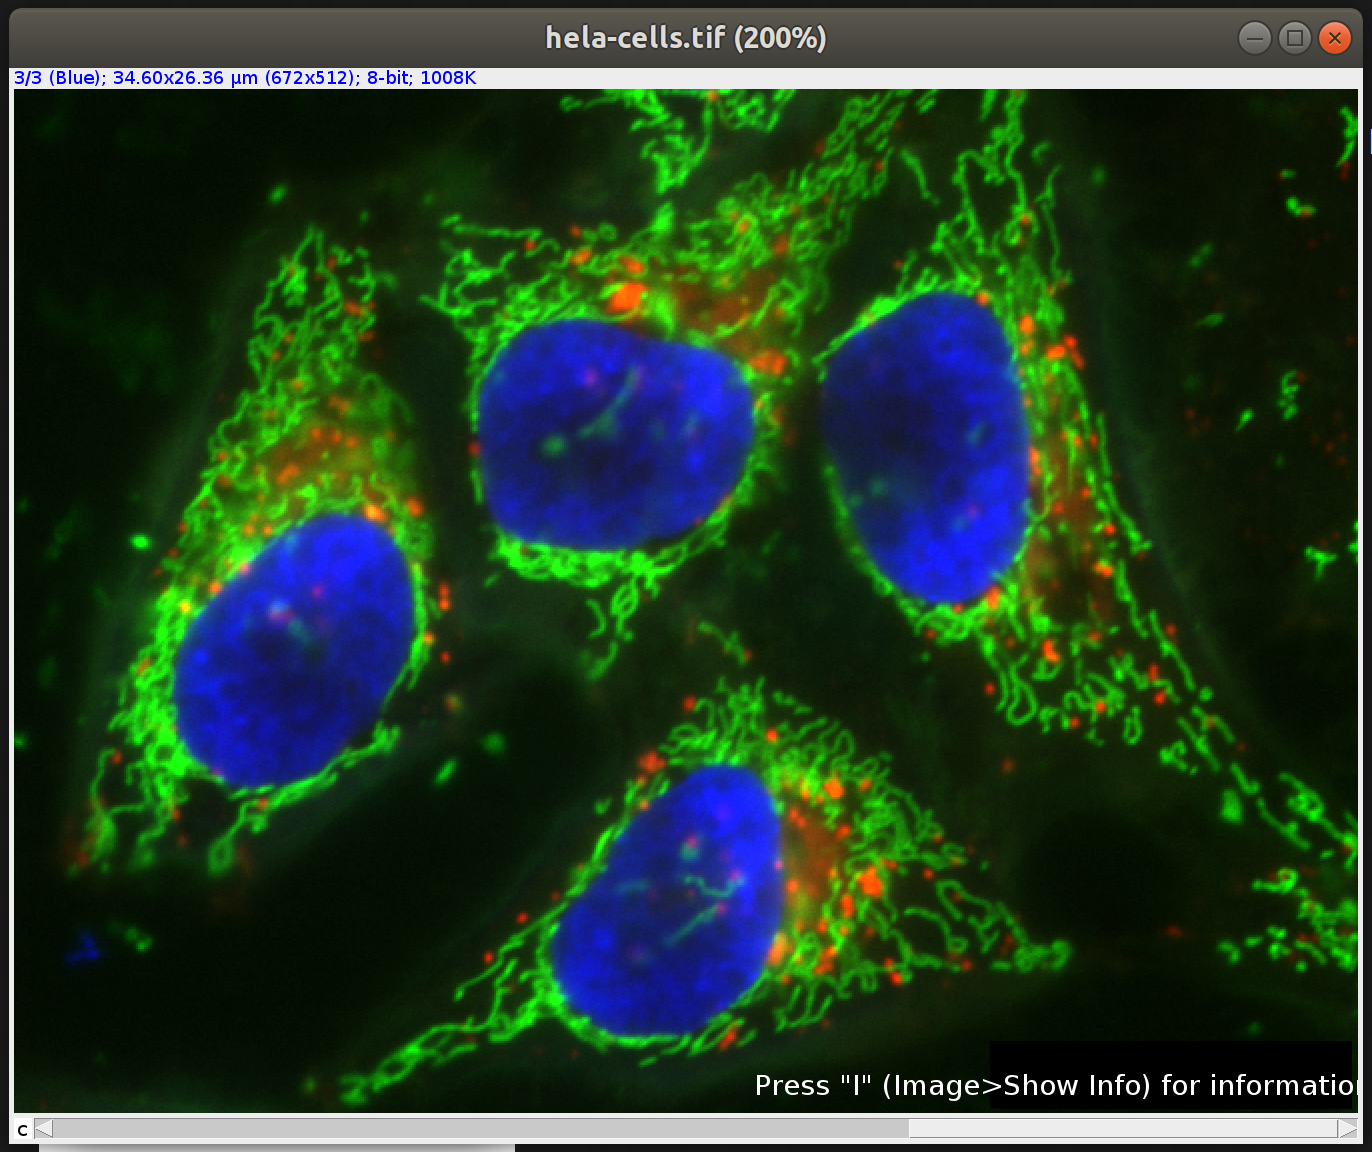 hela-cells.tif (200%)
3/3 (Blue); 34.60x26.36 µm (672x512); 8-bit; 1008K
Press "I" (Image>Show Info) for informatio
c